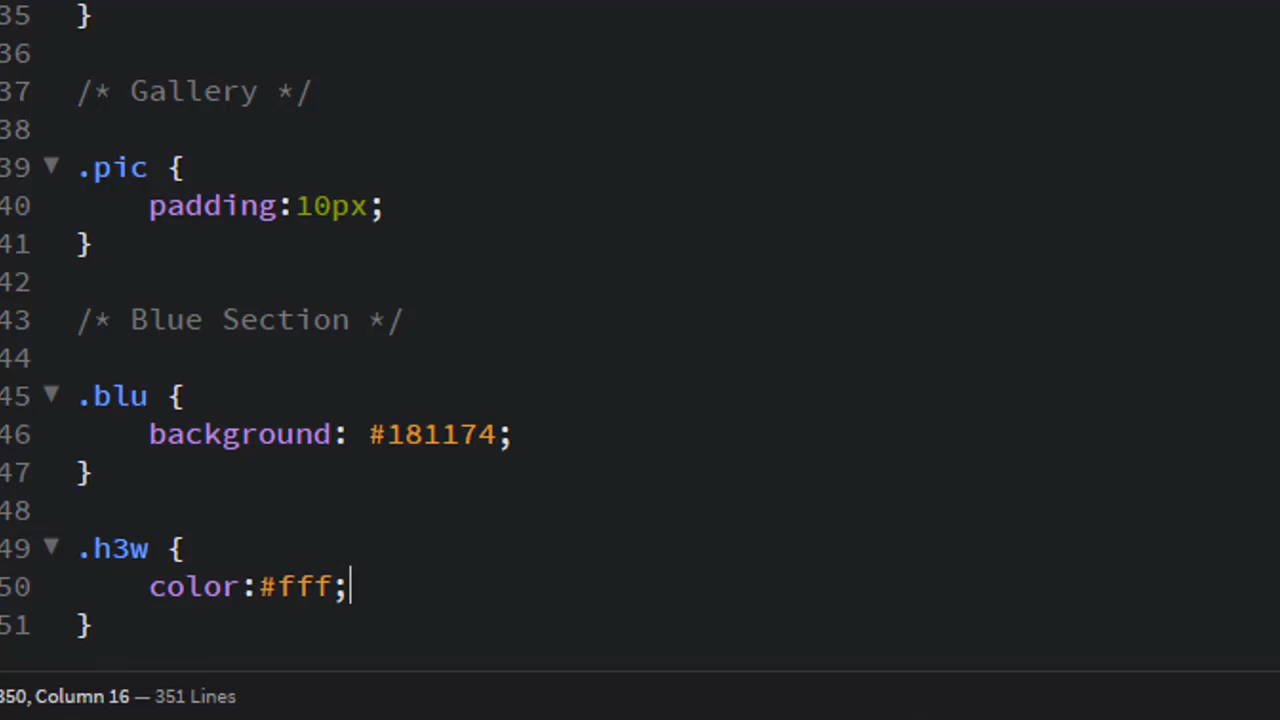 35 }
36
37 /* Gallery */
38
39 ▼ .pic {
40     padding:10px;
41 }
42
43 /* Blue Section */
44
45 ▼ .blu {
46     background: #181174;
47 }
48
49 ▼ .h3w {
50     color:#fff;
51 }
350, Column 16 — 351 Lines